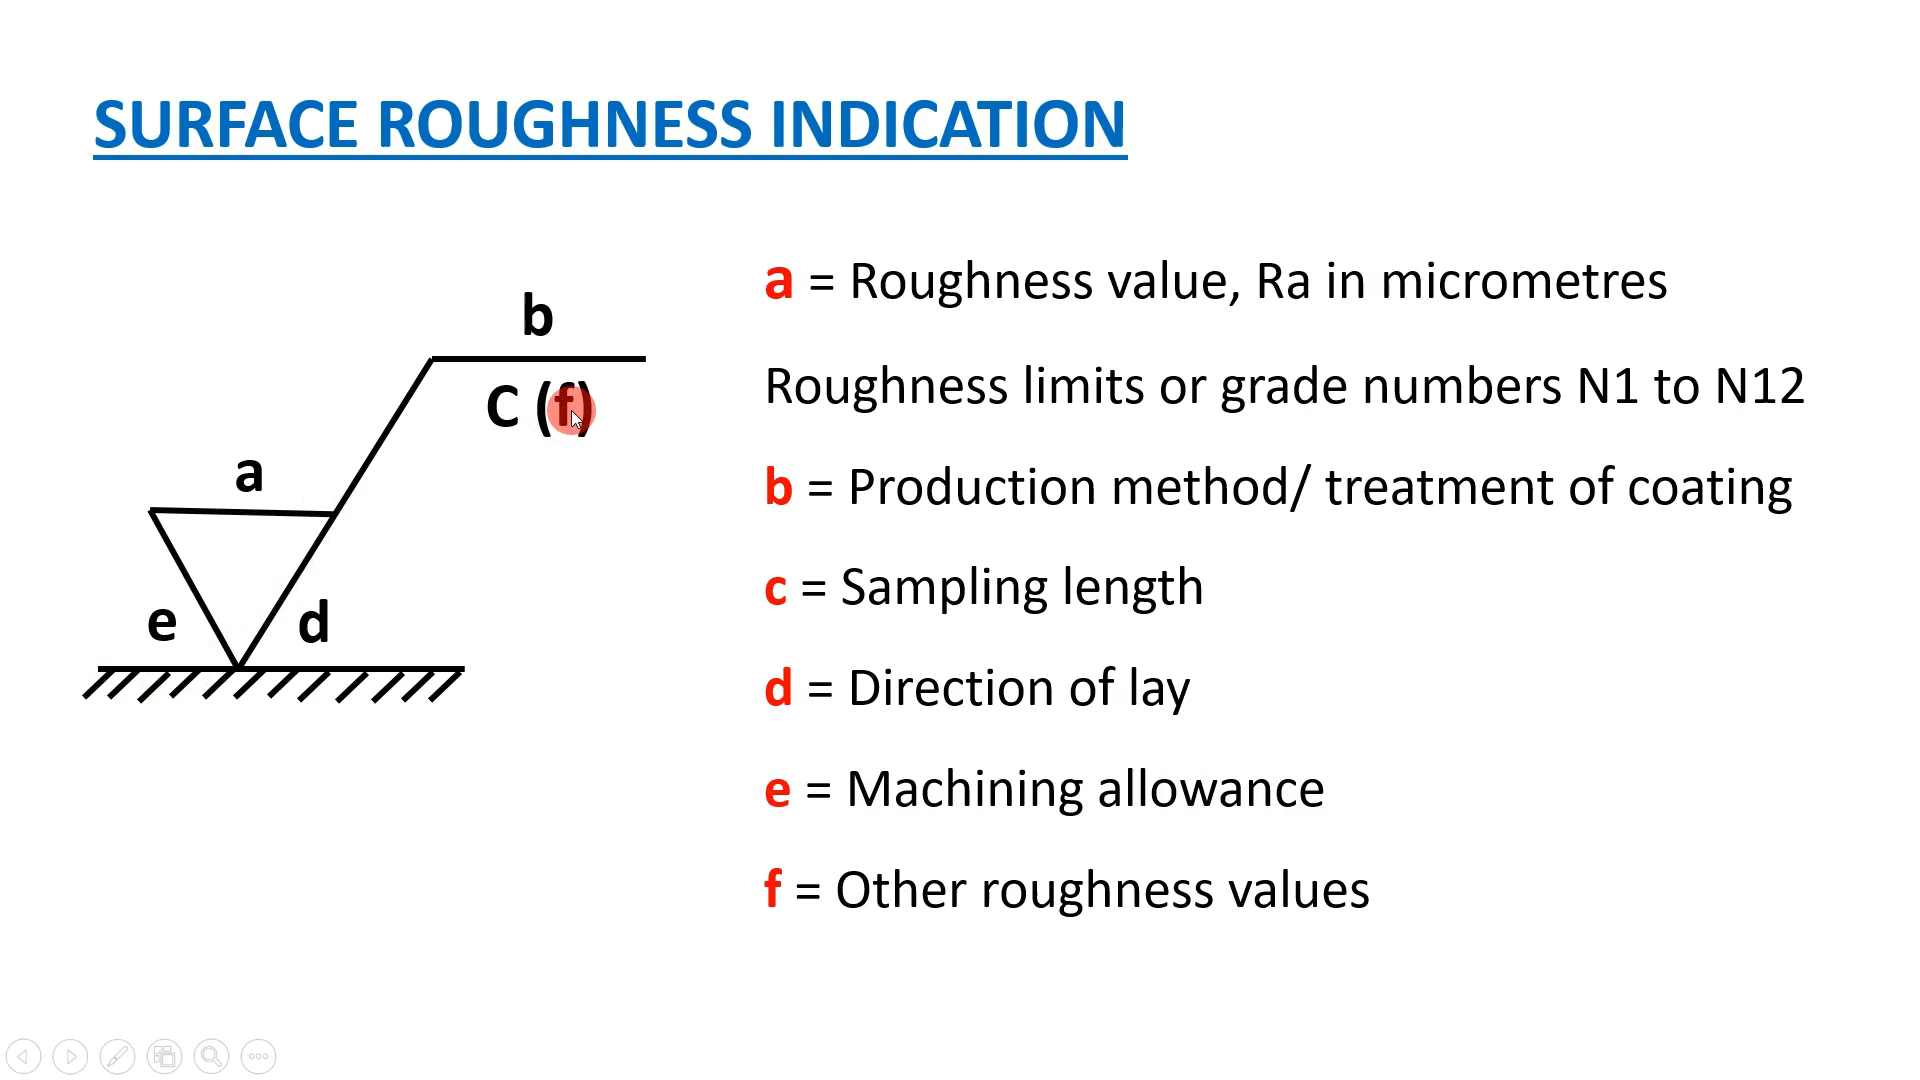 SURFACE ROUGHNESS INDICATION
b
C (f)
a
e
d
a = Roughness value, Ra in micrometres
Roughness limits or grade numbers N1 to N12
b = Production method/ treatment of coating
c = Sampling length
d = Direction of lay
e = Machining allowance
f = Other roughness values